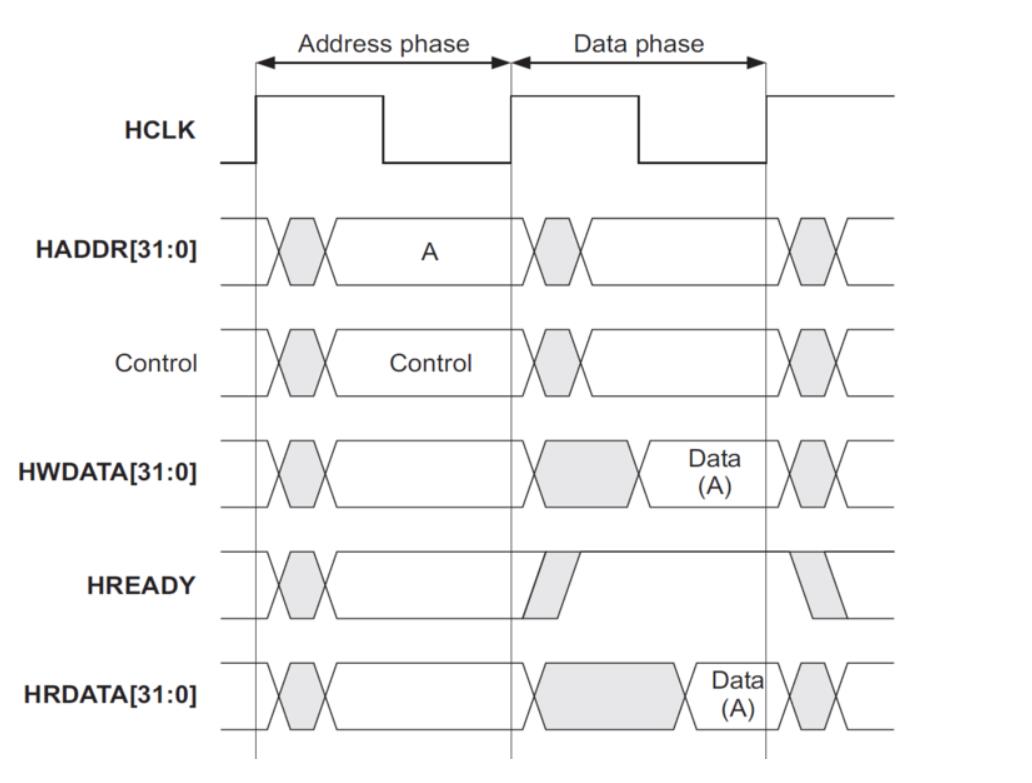 Address phase
Data phase
HCLK
HADDR[31:0]
A
Control
Control
HWDATA[31:0]
Data
(A)
HREADY
HRDATA[31:0]
Data
(A)